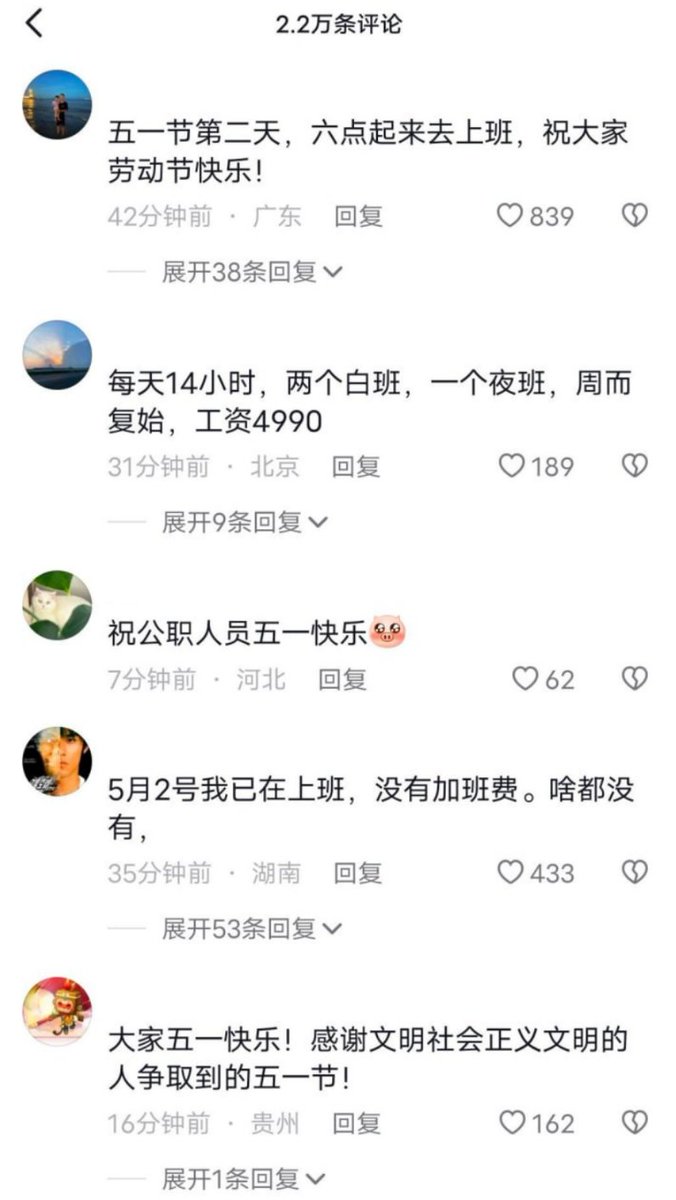 2.2万条评论
五一节第二天，六点起来去上班，祝大家
劳动节快乐！
42分钟前 · 广东 回复 839
展开38条回复
每天14小时，两个白班，一个夜班，周而
复始，工资4990
31分钟前 · 北京 回复 189
展开9条回复
祝公职人员五一快乐
7分钟前 · 河北 回复 62
5月2号我已在上班，没有加班费。啥都没
有，
35分钟前 · 湖南 回复 433
展开53条回复
大家五一快乐！感谢文明社会正义文明的
人争取到的五一节！
16分钟前 · 贵州 回复 162
展开1条回复